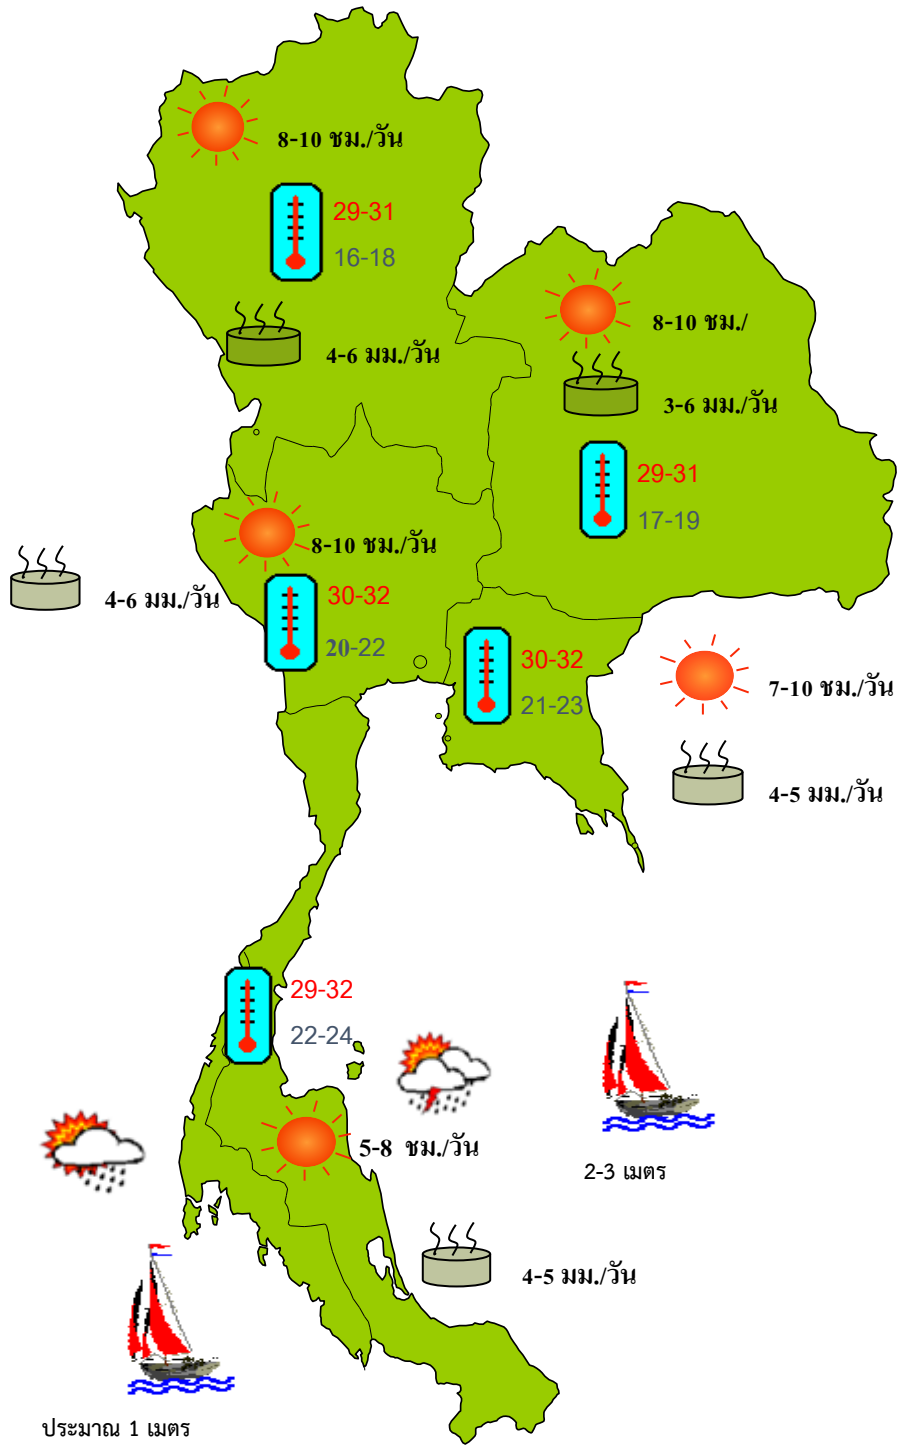 8-10 ชม./วัน
29-31
16-18
4-6 มม./วัน
8-10 ชม./
3-6 มม./วัน
29-31
17-19
8-10 ชม./วัน
4-6 มม./วัน
30-32
20-22
30-32
21-23
7-10 ชม./วัน
4-5 มม./วัน
29-32
22-24
5-8 ชม./วัน
2-3 เมตร
4-5 มม./วัน
ประมาณ 1 เมตร